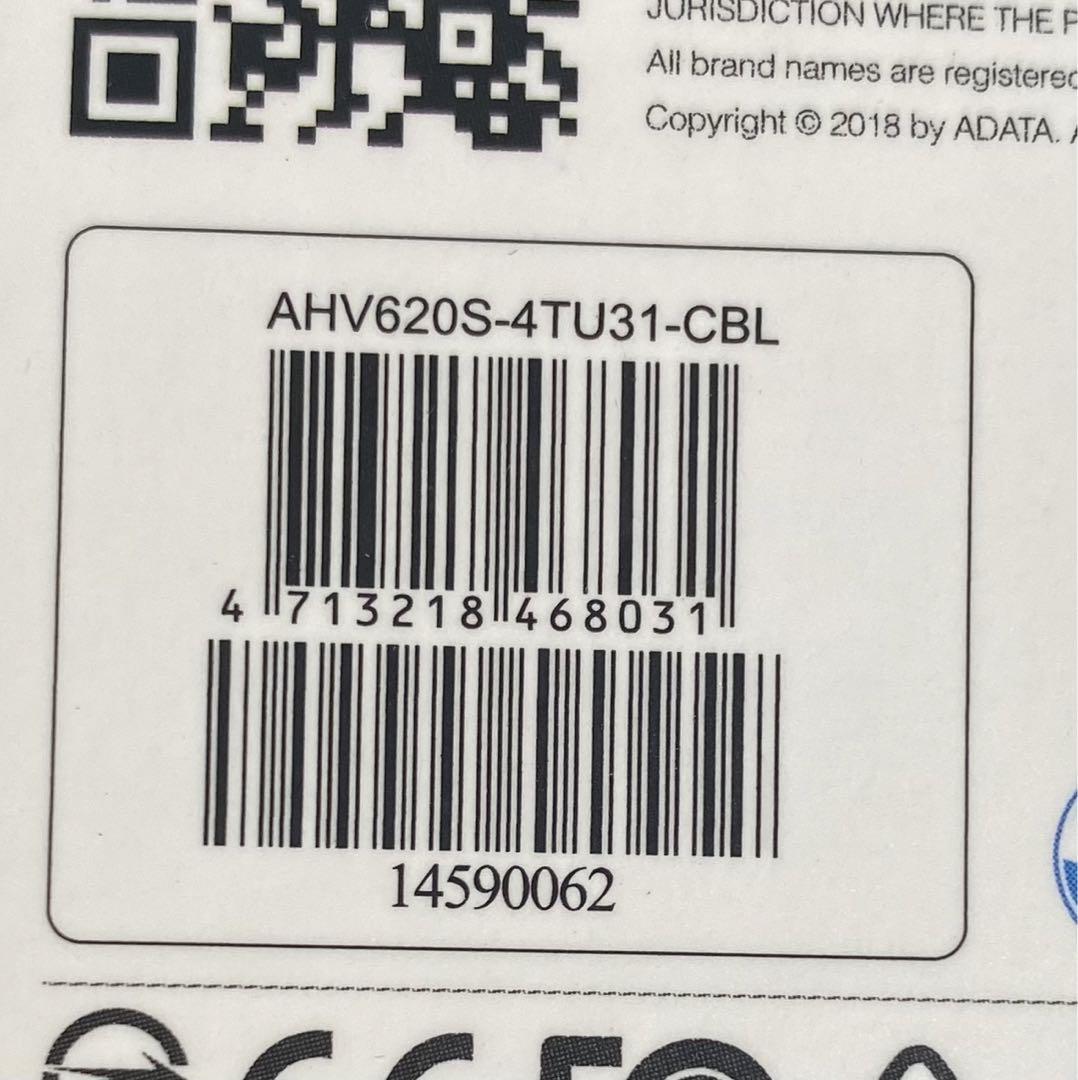 JURISDICTION WHERE THE
All brand names are registered
Copyright © 2018 by ADATA.
AHV620S-4TU31-CBL
4 713218 468031
14590062